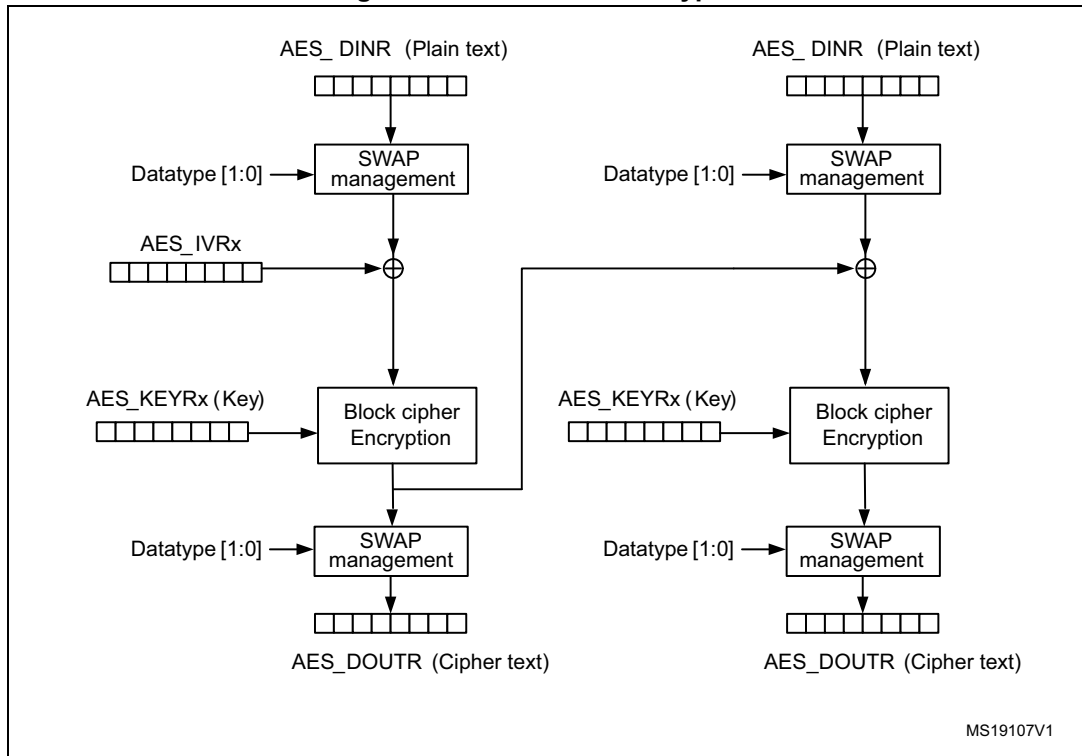 AES_ DINR (Plain text)
AES_ DINR (Plain text)
SWAP
management
Datatype [1:0]
SWAP
management
Datatype [1:0]
AES_IVRx
AES_KEYRx (Key)
Block cipher
Encryption
AES_KEYRx (Key)
Block cipher
Encryption
Datatype [1:0]
SWAP
management
Datatype [1:0]
SWAP
management
AES_DOUTR (Cipher text)
AES_DOUTR (Cipher text)
MS19107V1